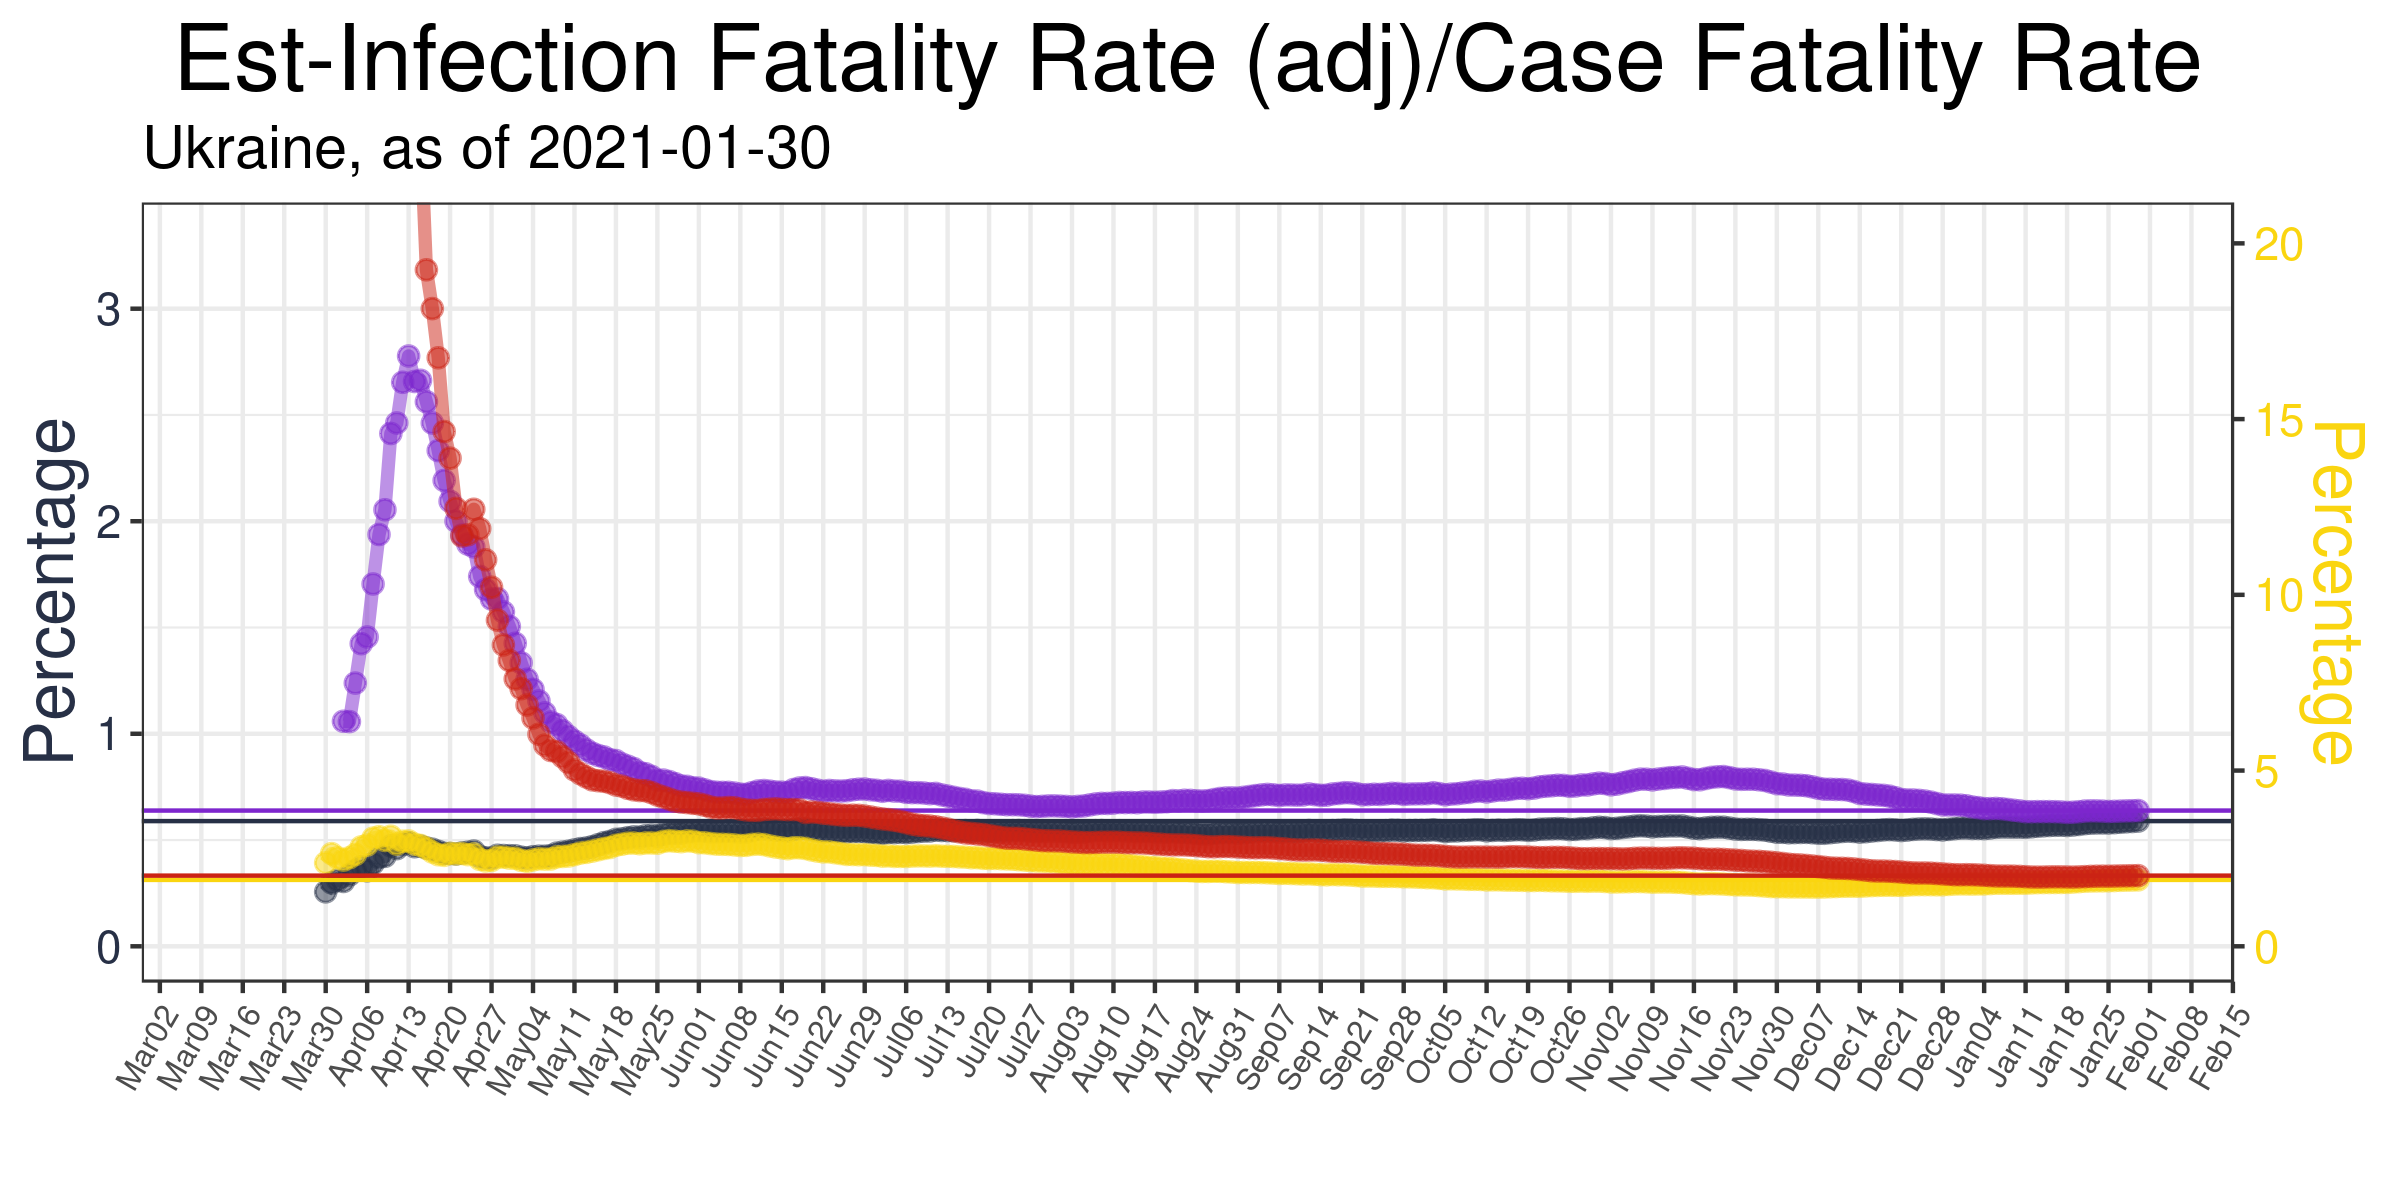 Est-Infection Fatality Rate (adj)/Case Fatality Rate
Ukraine, as of 2021-01-30
Percentage
3
2
1
0
20
15
10
5
0
Percentage
Mar02 Mar09 Mar16 Mar23 Mar30 Apr06 Apr13 Apr20 Apr27 May04 May11 May18 May25 Jun01 Jun08 Jun15 Jun22 Jun29 Jul06 Jul13 Jul20 Jul27 Aug03 Aug10 Aug17 Aug24 Aug31 Sep07 Sep14 Sep21 Sep28 Oct05 Oct12 Oct19 Oct26 Nov02 Nov09 Nov16 Nov23 Nov30 Dec07 Dec14 Dec21 Dec28 Jan04 Jan11 Jan18 Jan25 Feb01 Feb08 Feb15